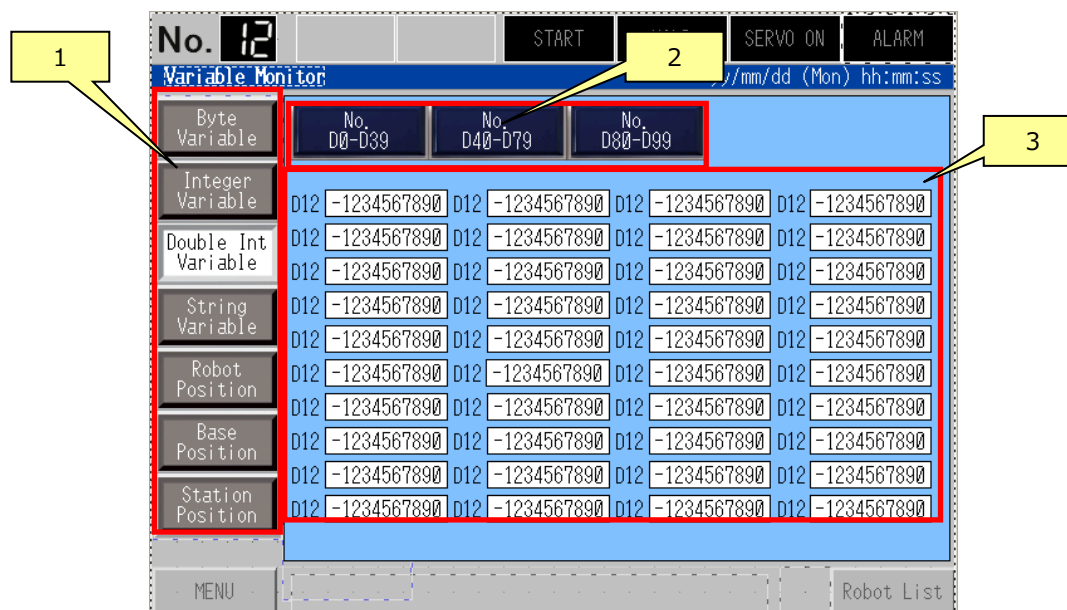 No. 12 START SERVO ON ALARM
1
2
Variable Monitor y/mm/dd (Mon) hh:mm:ss
Byte
Variable
No.
D0-D39
No.
D40-D79
No.
D80-D99
3
Integer
Variable
D12 -1234567890 D12 -1234567890 D12 -1234567890 D12 -1234567890
Double Int
Variable
D12 -1234567890 D12 -1234567890 D12 -1234567890 D12 -1234567890
D12 -1234567890 D12 -1234567890 D12 -1234567890 D12 -1234567890
String
Variable
D12 -1234567890 D12 -1234567890 D12 -1234567890 D12 -1234567890
D12 -1234567890 D12 -1234567890 D12 -1234567890 D12 -1234567890
Robot
Position
D12 -1234567890 D12 -1234567890 D12 -1234567890 D12 -1234567890
D12 -1234567890 D12 -1234567890 D12 -1234567890 D12 -1234567890
Base
Position
D12 -1234567890 D12 -1234567890 D12 -1234567890 D12 -1234567890
D12 -1234567890 D12 -1234567890 D12 -1234567890 D12 -1234567890
Station
Position
D12 -1234567890 D12 -1234567890 D12 -1234567890 D12 -1234567890
MENU Robot List